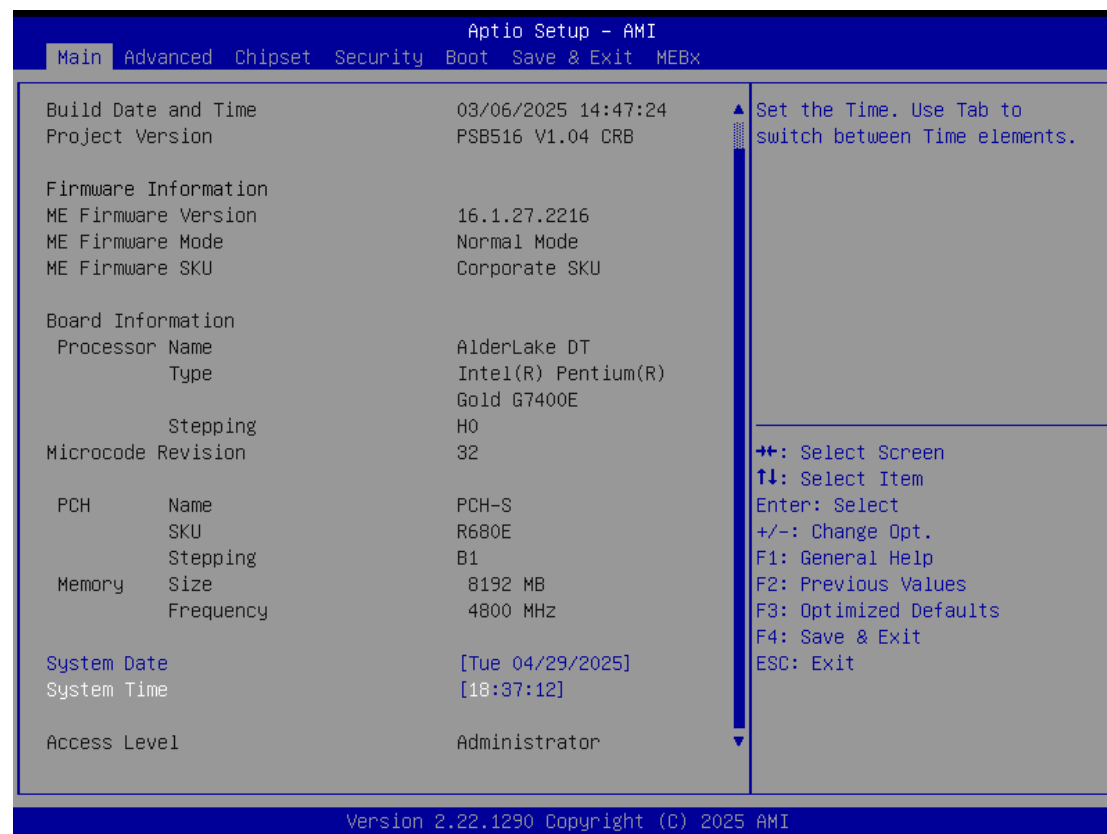 Aptio Setup - AMI
Main Advanced Chipset Security Boot Save & Exit MEBx
Build Date and Time 03/06/2025 14:47:24
Project Version PSB516 V1.04 CRB
Firmware Information
ME Firmware Version 16.1.27.2216
ME Firmware Mode Normal Mode
ME Firmware SKU Corporate SKU
Board Information
Processor Name AlderLake DT
Type Intel(R) Pentium(R)
Gold G7400E
Stepping H0
Microcode Revision 32
PCH Name PCH-S
SKU R680E
Stepping B1
Memory Size 8192 MB
Frequency 4800 MHz
System Date [Tue 04/29/2025]
System Time [18:37:12]
Access Level Administrator
Set the Time. Use Tab to
switch between Time elements.
→←: Select Screen
↑↓: Select Item
Enter: Select
+/-: Change Opt.
F1: General Help
F2: Previous Values
F3: Optimized Defaults
F4: Save & Exit
ESC: Exit
Version 2.22.1290 Copyright (C) 2025 AMI